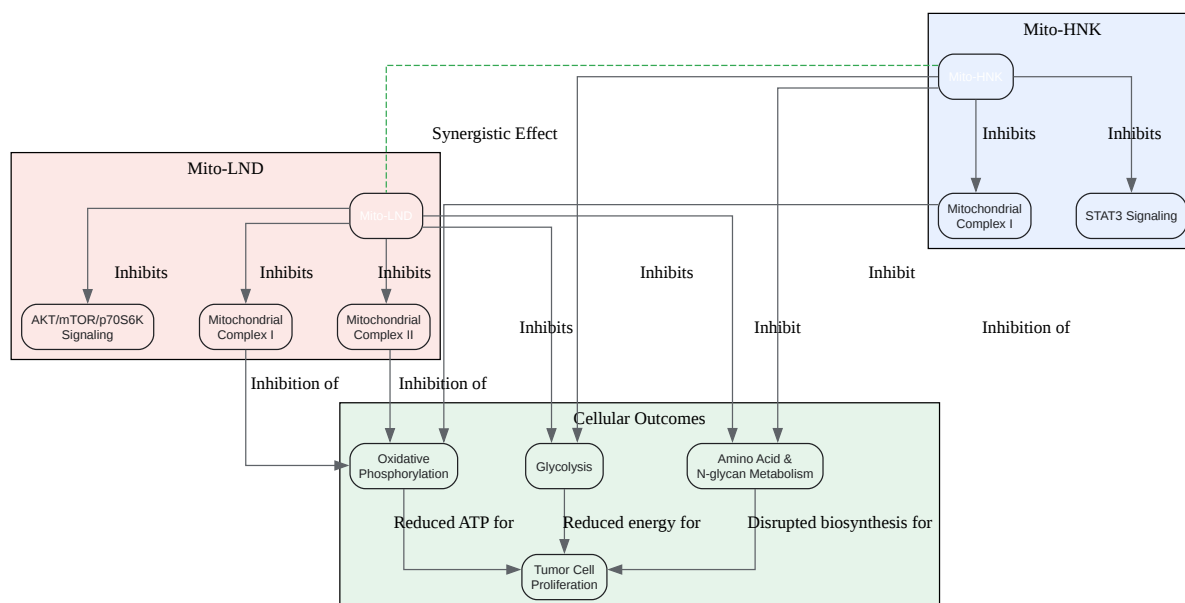 Mito-HNK
Mito-HNK
Synergistic Effect
Inhibits
Inhibits
Mito-LND
Mito-LND
Mitochondrial
Complex I
STAT3 Signaling
Inhibits
Inhibits
Inhibits
Inhibits
Inhibit
AKT/mTOR/p70S6K
Signaling
Mitochondrial
Complex I
Mitochondrial
Complex II
Inhibits
Inhibit
Inhibition of
Inhibition of
Inhibition of
Cellular Outcomes
Oxidative
Phosphorylation
Glycolysis
Amino Acid &
N-glycan Metabolism
Reduced ATP for
Reduced energy for
Disrupted biosynthesis for
Tumor Cell
Proliferation